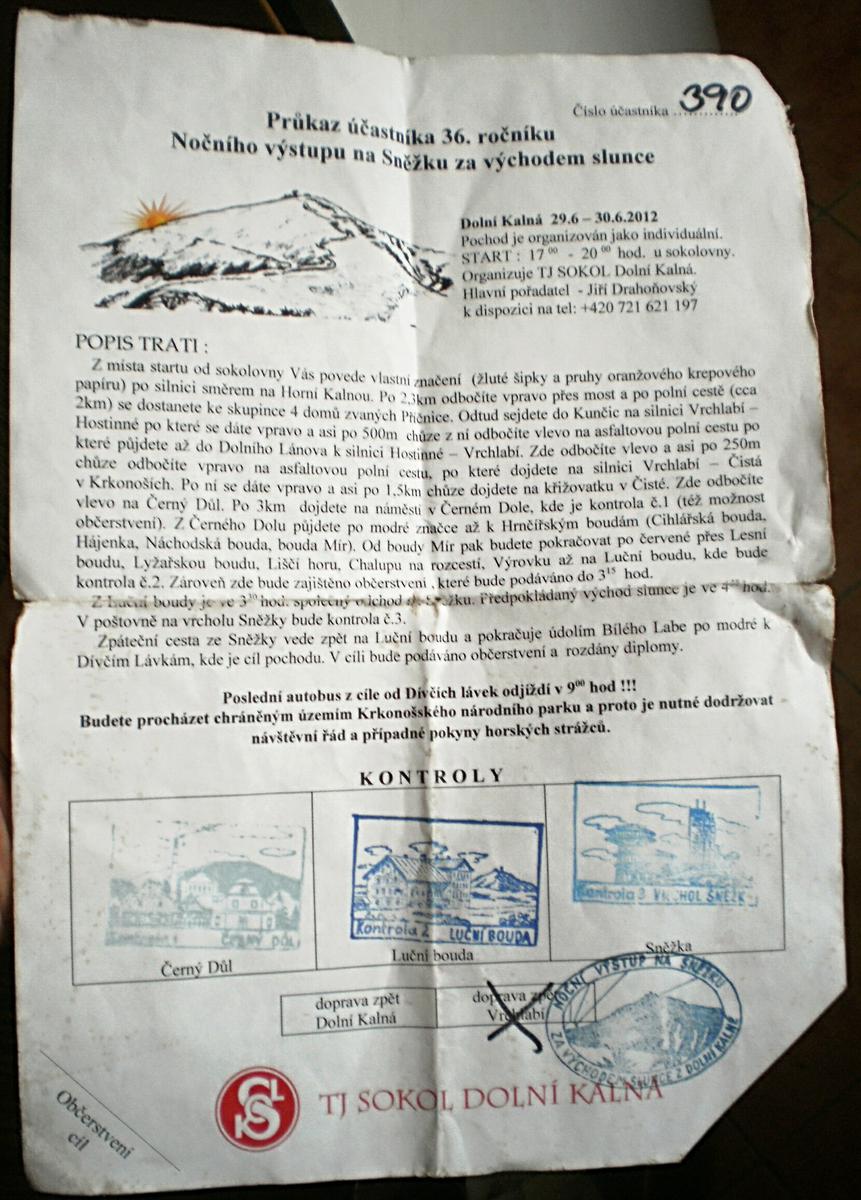 Číslo účastníka 390
Průkaz účastníka 36. ročníku
Nočního výstupu na Sněžku za východem slunce
Dolní Kalná 29.6 – 30.6.2012
Pochod je organizován jako individuální.
START : 17 00 - 20 00 hod. u sokolovny.
Organizuje TJ SOKOL Dolní Kalná.
Hlavní pořadatel - Jiří Drahoňovský
k dispozici na tel: +420 721 621 197
POPIS TRATI :
Z místa startu od sokolovny Vás povede vlastní značení (žluté šipky a pruhy oranžového krepového
papíru) po silnici směrem na Horní Kalnou. Po 2,3km odbočíte vpravo přes most a po polní cestě (cca
2km) se dostanete ke skupince 4 domů zvaných Příčnice. Odtud sejdete do Kunčic na silnici Vrchlabí –
Hostinné po které se dáte vpravo a asi po 500m chůze z ní odbočíte vlevo na asfaltovou polní cestu po
které půjdete až do Dolního Lánova k silnici Hostinné – Vrchlabí. Zde odbočíte vlevo a asi po 250m
chůze odbočíte vpravo na asfaltovou polní cestu, po které dojdete na silnici Vrchlabí – Čistá
v Krkonoších. Po ní se dáte vpravo a asi po 1,5km chůze dojdete na křižovatku v Čisté. Zde odbočíte
vlevo na Černý Důl. Po 3km dojdete na náměstí v Černém Dole, kde je kontrola č.1 (též možnost
občerstvení). Z Černého Dolu půjdete po modré značce až k Hrnčířským boudám (Cihlářská bouda,
Hájenka, Náchodská bouda, bouda Mír). Od boudy Mír pak budete pokračovat po červené přes Lesní
boudu, Lyžařskou boudu, Liščí horu, Chalupu na rozcestí, Výrovku až na Luční boudu, kde bude
kontrola č.2. Zároveň zde bude zajištěno občerstvení , které bude podáváno do 3 15 hod.
Z Luční boudy je ve 3 hod. společný odchod Sněžku. Předpokládaný východ slunce je ve 4 hod.
V poštovně na vrcholu Sněžky bude kontrola č.3.
Zpáteční cesta ze Sněžky vede zpět na Luční boudu a pokračuje údolím Bílého Labe po modré k
Dívčím Lávkám, kde je cíl pochodu. V cíli bude podáváno občerstvení a rozdány diplomy.
Poslední autobus z cíle od Dívčích lávek odjíždí v 9 00 hod !!!
Budete procházet chráněným územím Krkonošského národního parku a proto je nutné dodržovat
návštěvní řád a případné pokyny horských strážců.
KONTROLY
Kontrola 1 ČERNÝ DŮL
Kontrola 2 LUČNÍ BOUDA
Kontrola 3 VRCHOL SNĚŽK
Černý Důl
Luční bouda
Sněžka
doprava zpět
Dolní Kalná
doprava zpě
Vrchlabí
NOČNÍ VÝSTUP NA SNĚŽKU
ZA VÝCHODEM SLUNCE Z DOLNÍ KALNÉ
TJ SOKOL DOLNÍ KALNÁ
Občerstvení
cíl